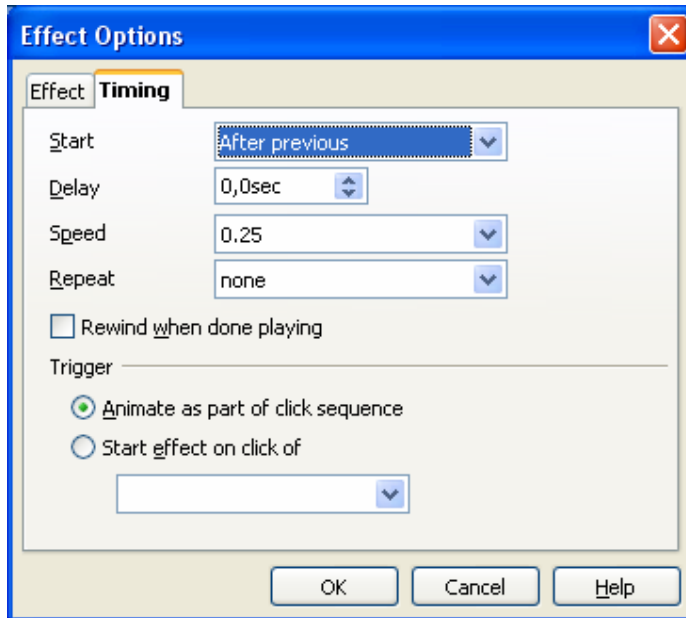 Effect Options
Effect Timing
Start After previous
Delay 0,0sec
Speed 0.25
Repeat none
Rewind when done playing
Trigger
Animate as part of click sequence
Start effect on click of
OK Cancel Help